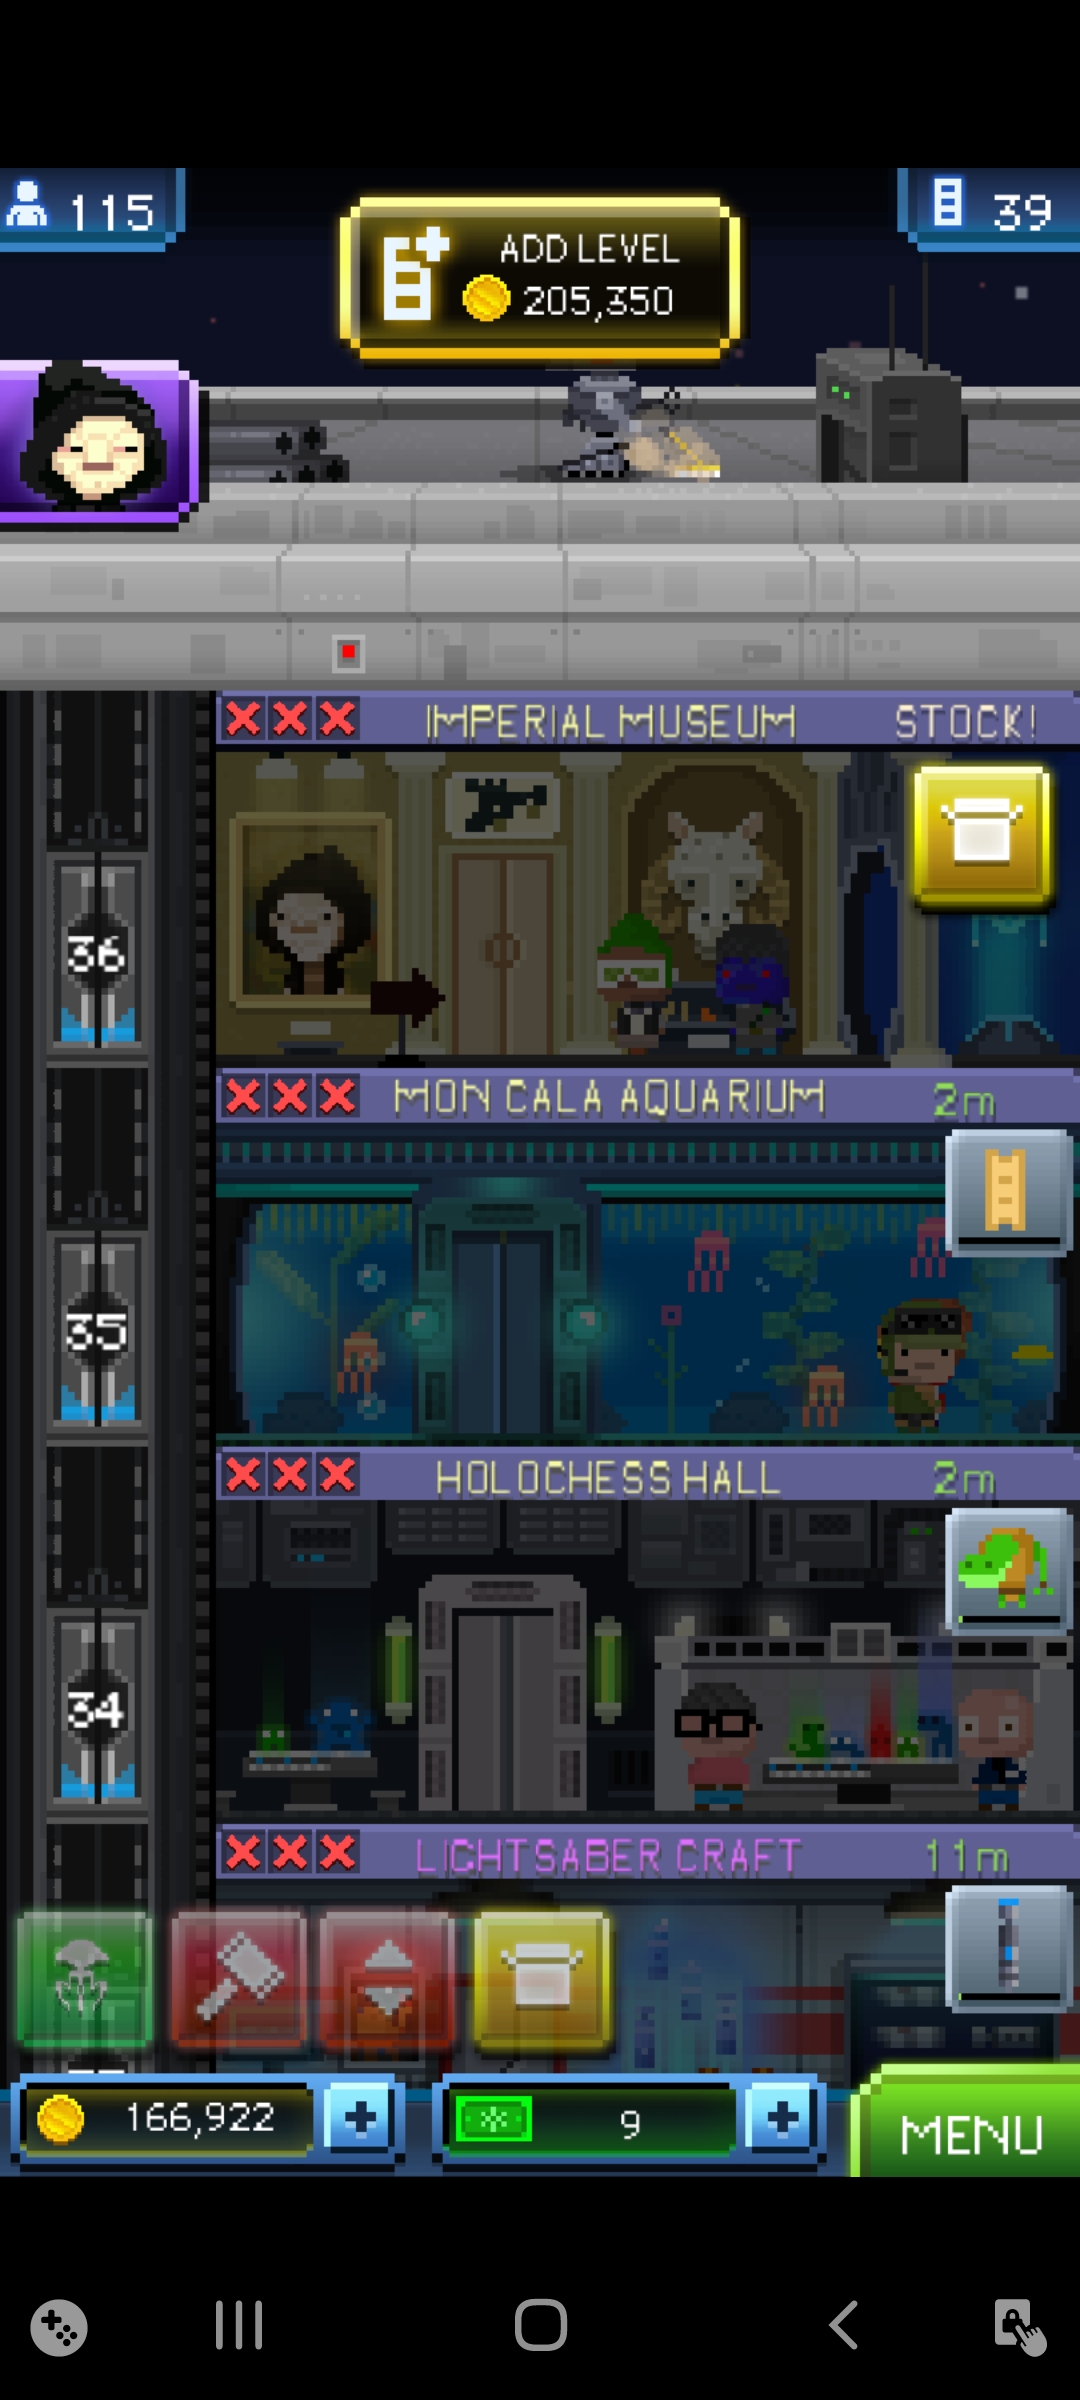 115
ADD LEVEL
205,350
39
IMPERIAL MUSEUM STOCK!
36
MON CALA AQUARIUM 2m
35
HOLOCHESS HALL 2m
34
LIGHTSABER CRAFT 11m
166,922
9
MENU